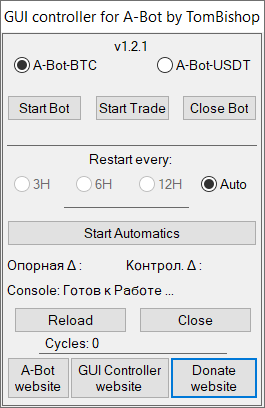 GUI controller for A-Bot by TomBishop
v1.2.1
A-Bot-BTC A-Bot-USDT
Start Bot Start Trade Close Bot
Restart every:
3H 6H 12H Auto
Start Automatics
Опорная Δ : Контрол. Δ :
Console: Готов к Работе ...
Reload Close
Cycles: 0
A-Bot website GUI Controller website Donate website